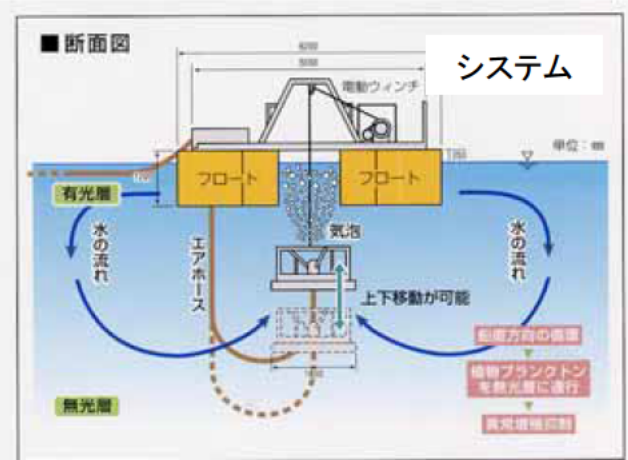 ■断面図
システム
6200
5000
電動ウィンチ
単位:㎜
フロート
フロート
有光層
気泡
水の流れ
エアホース
水の流れ
上下移動が可能
鉛直方向の循環
植物プランクトン
を無光層に連行
異常増殖抑制
無光層